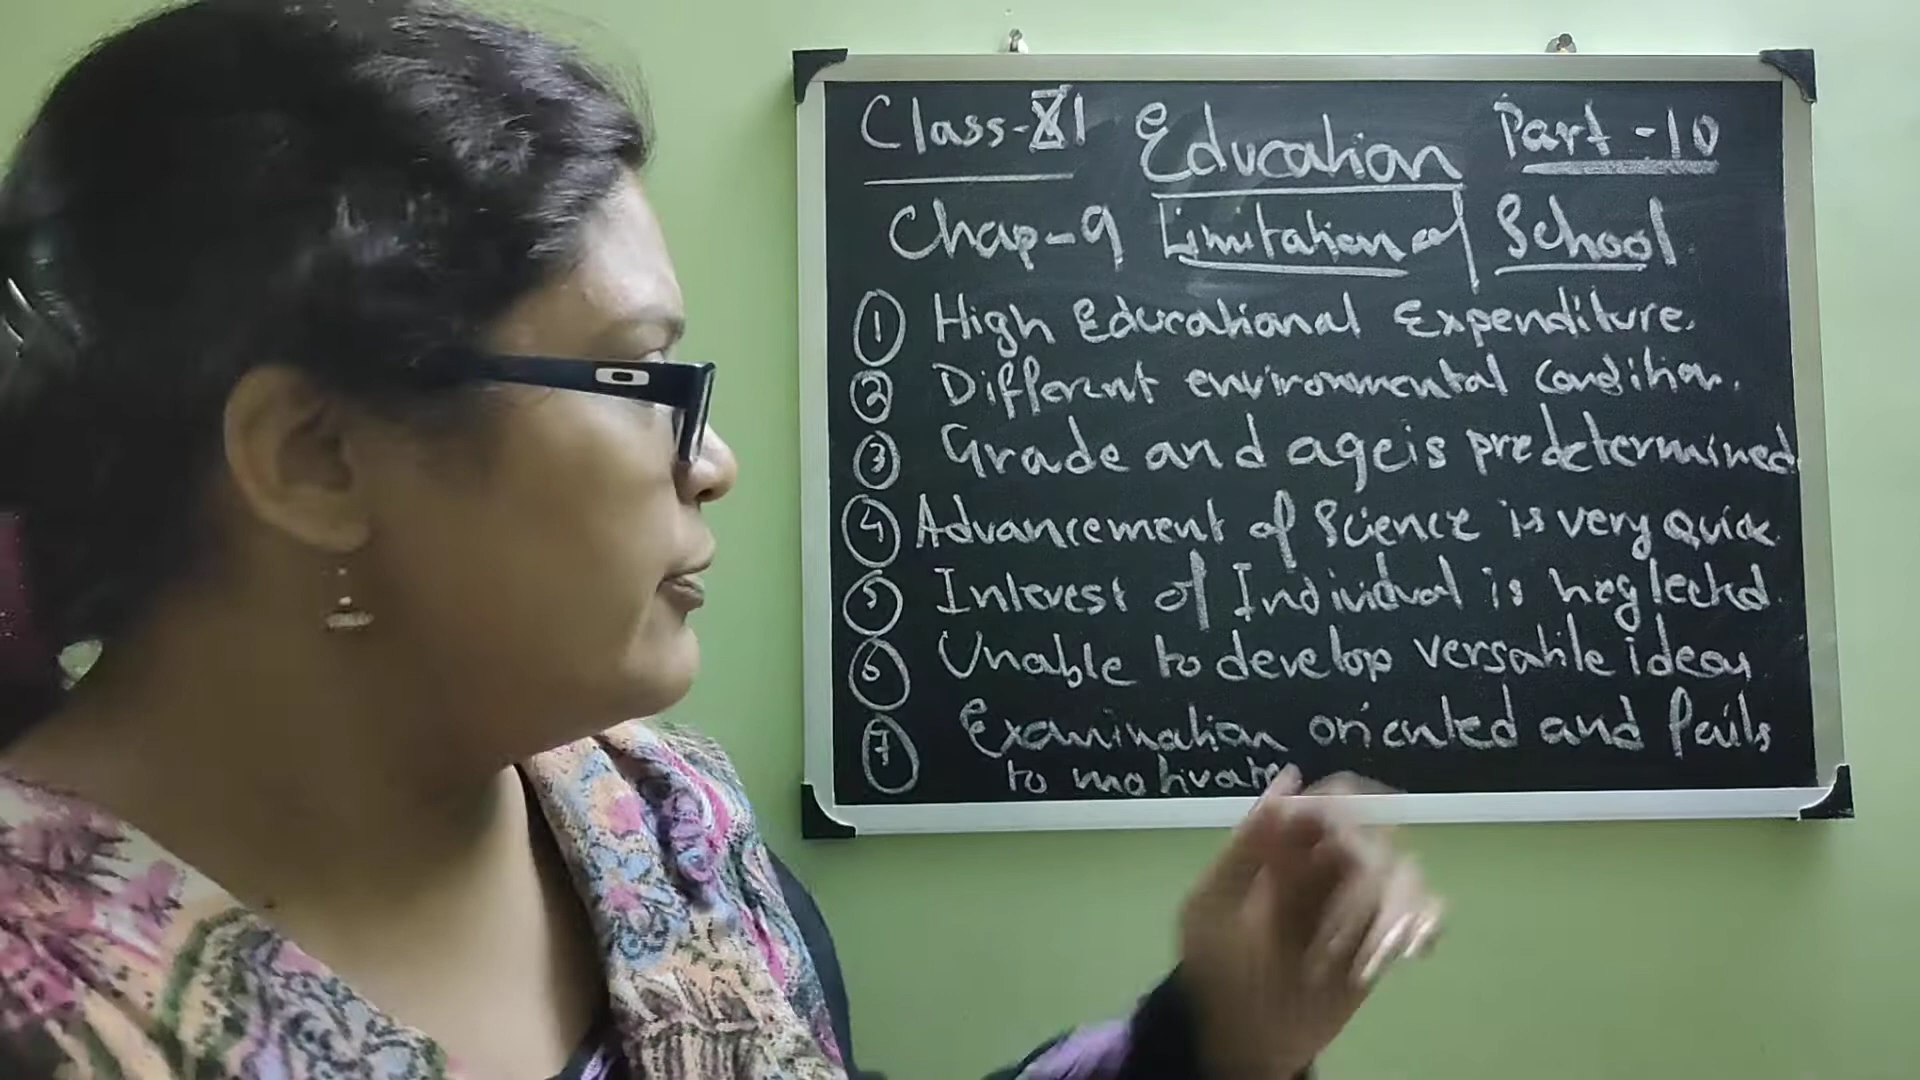 Class-XI Education Part-10
Chap-9 Limitation of School
① High Educational Expenditure.
② Different environmental Condition.
③ Grade and age is predetermined
④ Advancement of Science is very Quick.
⑤ Interest of Individual is neglected.
⑥ Unable to develop versatile ideas
⑦ Examination oriented and fails
to motivate